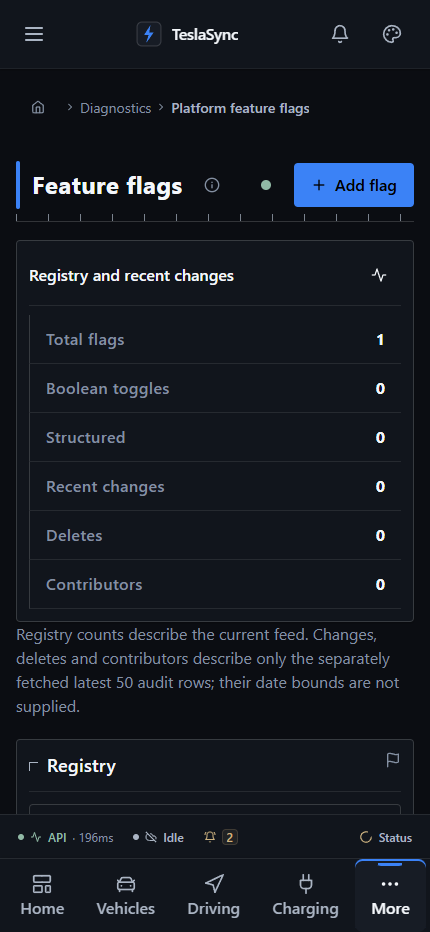 TeslaSync
Diagnostics
Platform feature flags
Feature flags
Add flag
Registry and recent changes
Total flags 1
Boolean toggles 0
Structured 0
Recent changes 0
Deletes 0
Contributors 0
Registry counts describe the current feed. Changes,
deletes and contributors describe only the separately
fetched latest 50 audit rows; their date bounds are not
supplied.
Registry
API · 196ms Idle 2 Status
Home Vehicles Driving Charging More